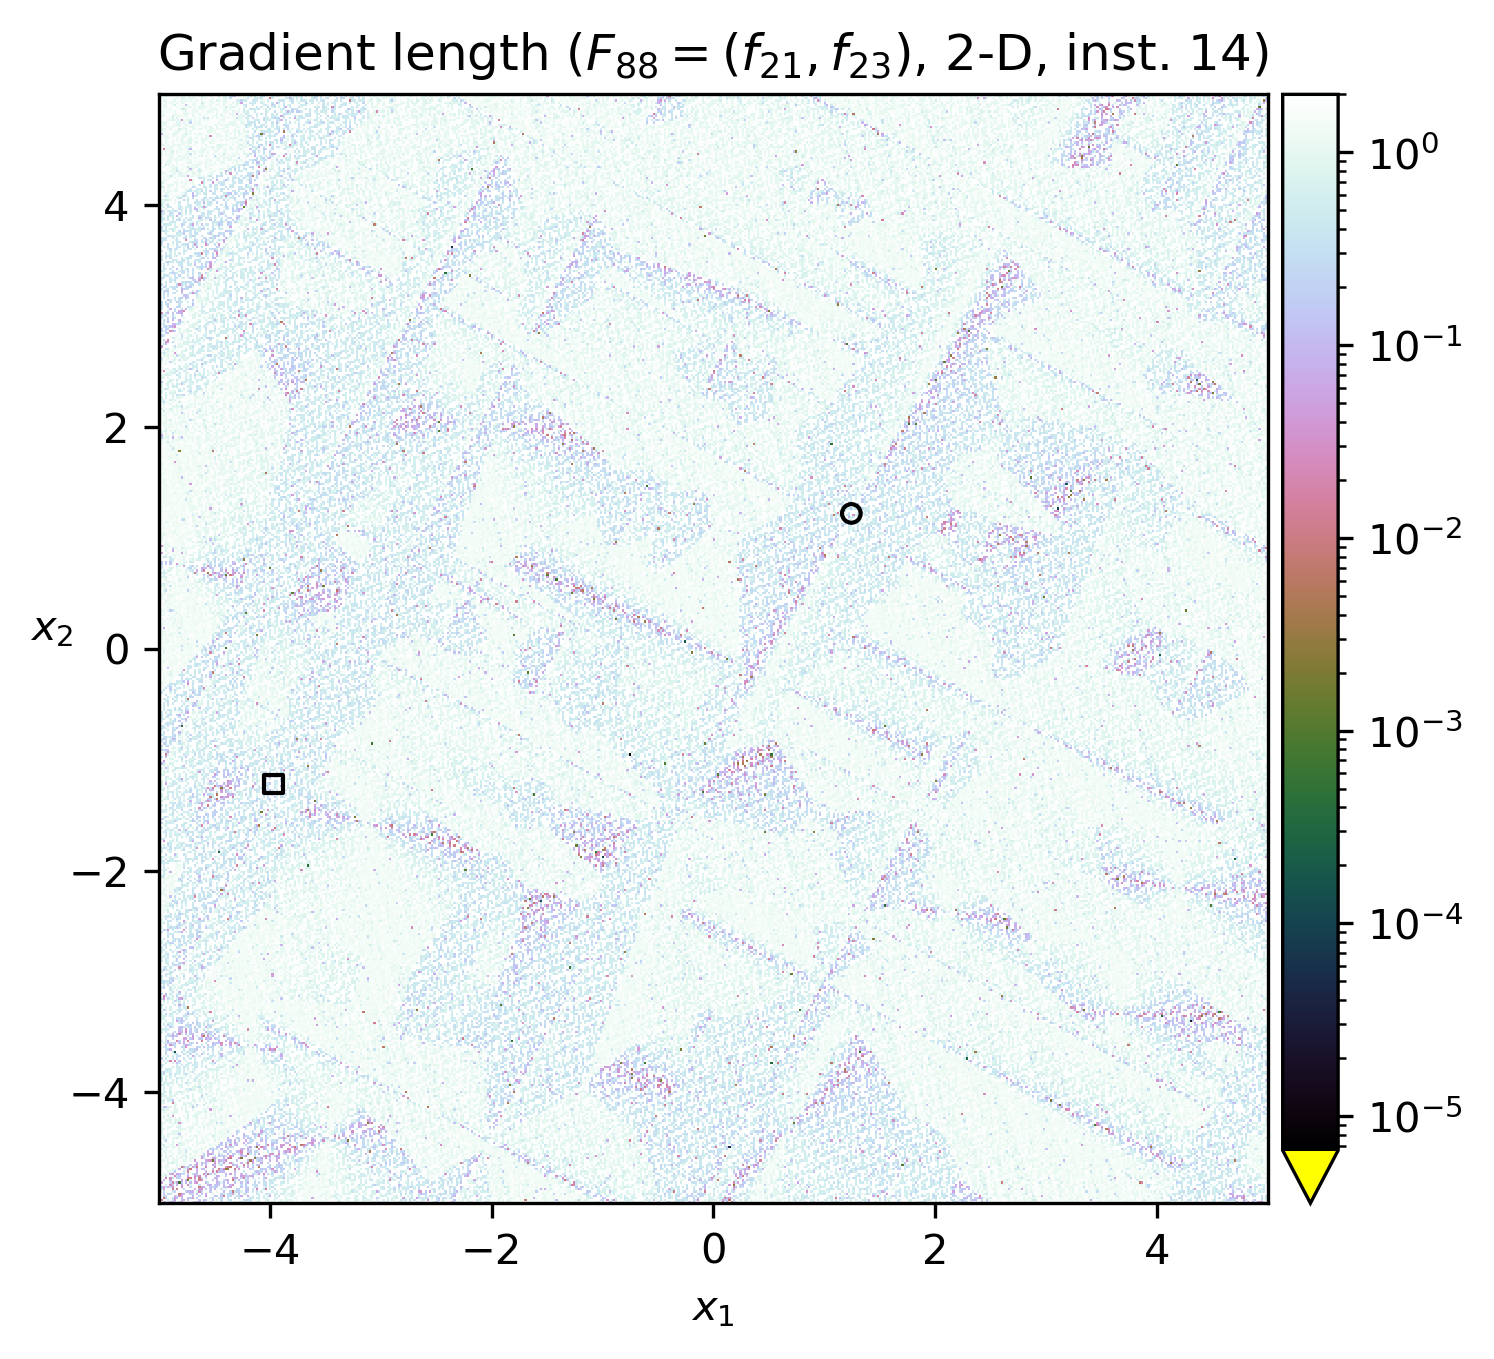 Gradient length (F₈₈ = (f₂₁, f₂₃), 2-D, inst. 14)
4
2
0
−2
−4
x₂
−4 −2 0 2 4
x₁
10⁰
10⁻¹
10⁻²
10⁻³
10⁻⁴
10⁻⁵